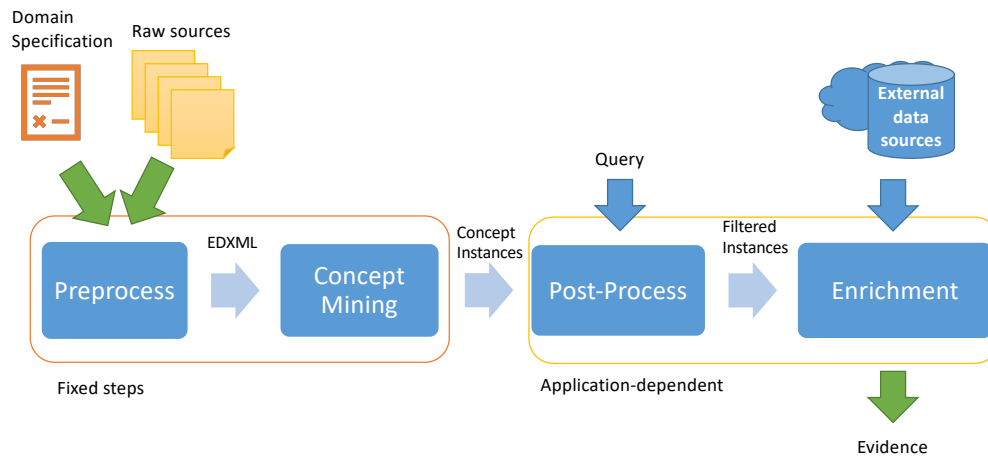 Domain
Specification
Raw sources
External
data
sources
Query
EDXML
Concept
Instances
Filtered
Instances
Preprocess
Concept
Mining
Post-Process
Enrichment
Fixed steps
Application-dependent
Evidence